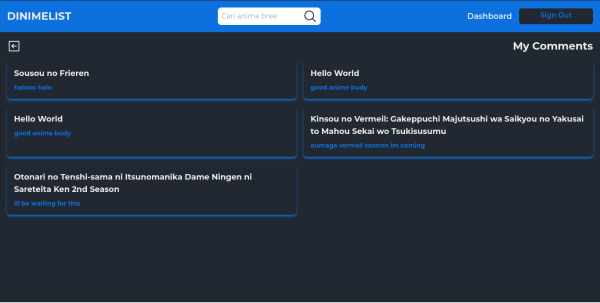 DINIMELIST
Cari anime bree
Dashboard
Sign Out
My Comments
Sousou no Frieren
halooo halo
Hello World
good anime budy
Hello World
good anime budy
Kinsou no Vermeil: Gakeppuchi Majutsushi wa Saikyou no Yakusai
to Mahou Sekai wo Tsukisusumu
oumaga vermail sannnn im coming
Otonari no Tenshi-sama ni Itsunomanika Dame Ningen ni
Sareteita Ken 2nd Season
ill be waiting for this